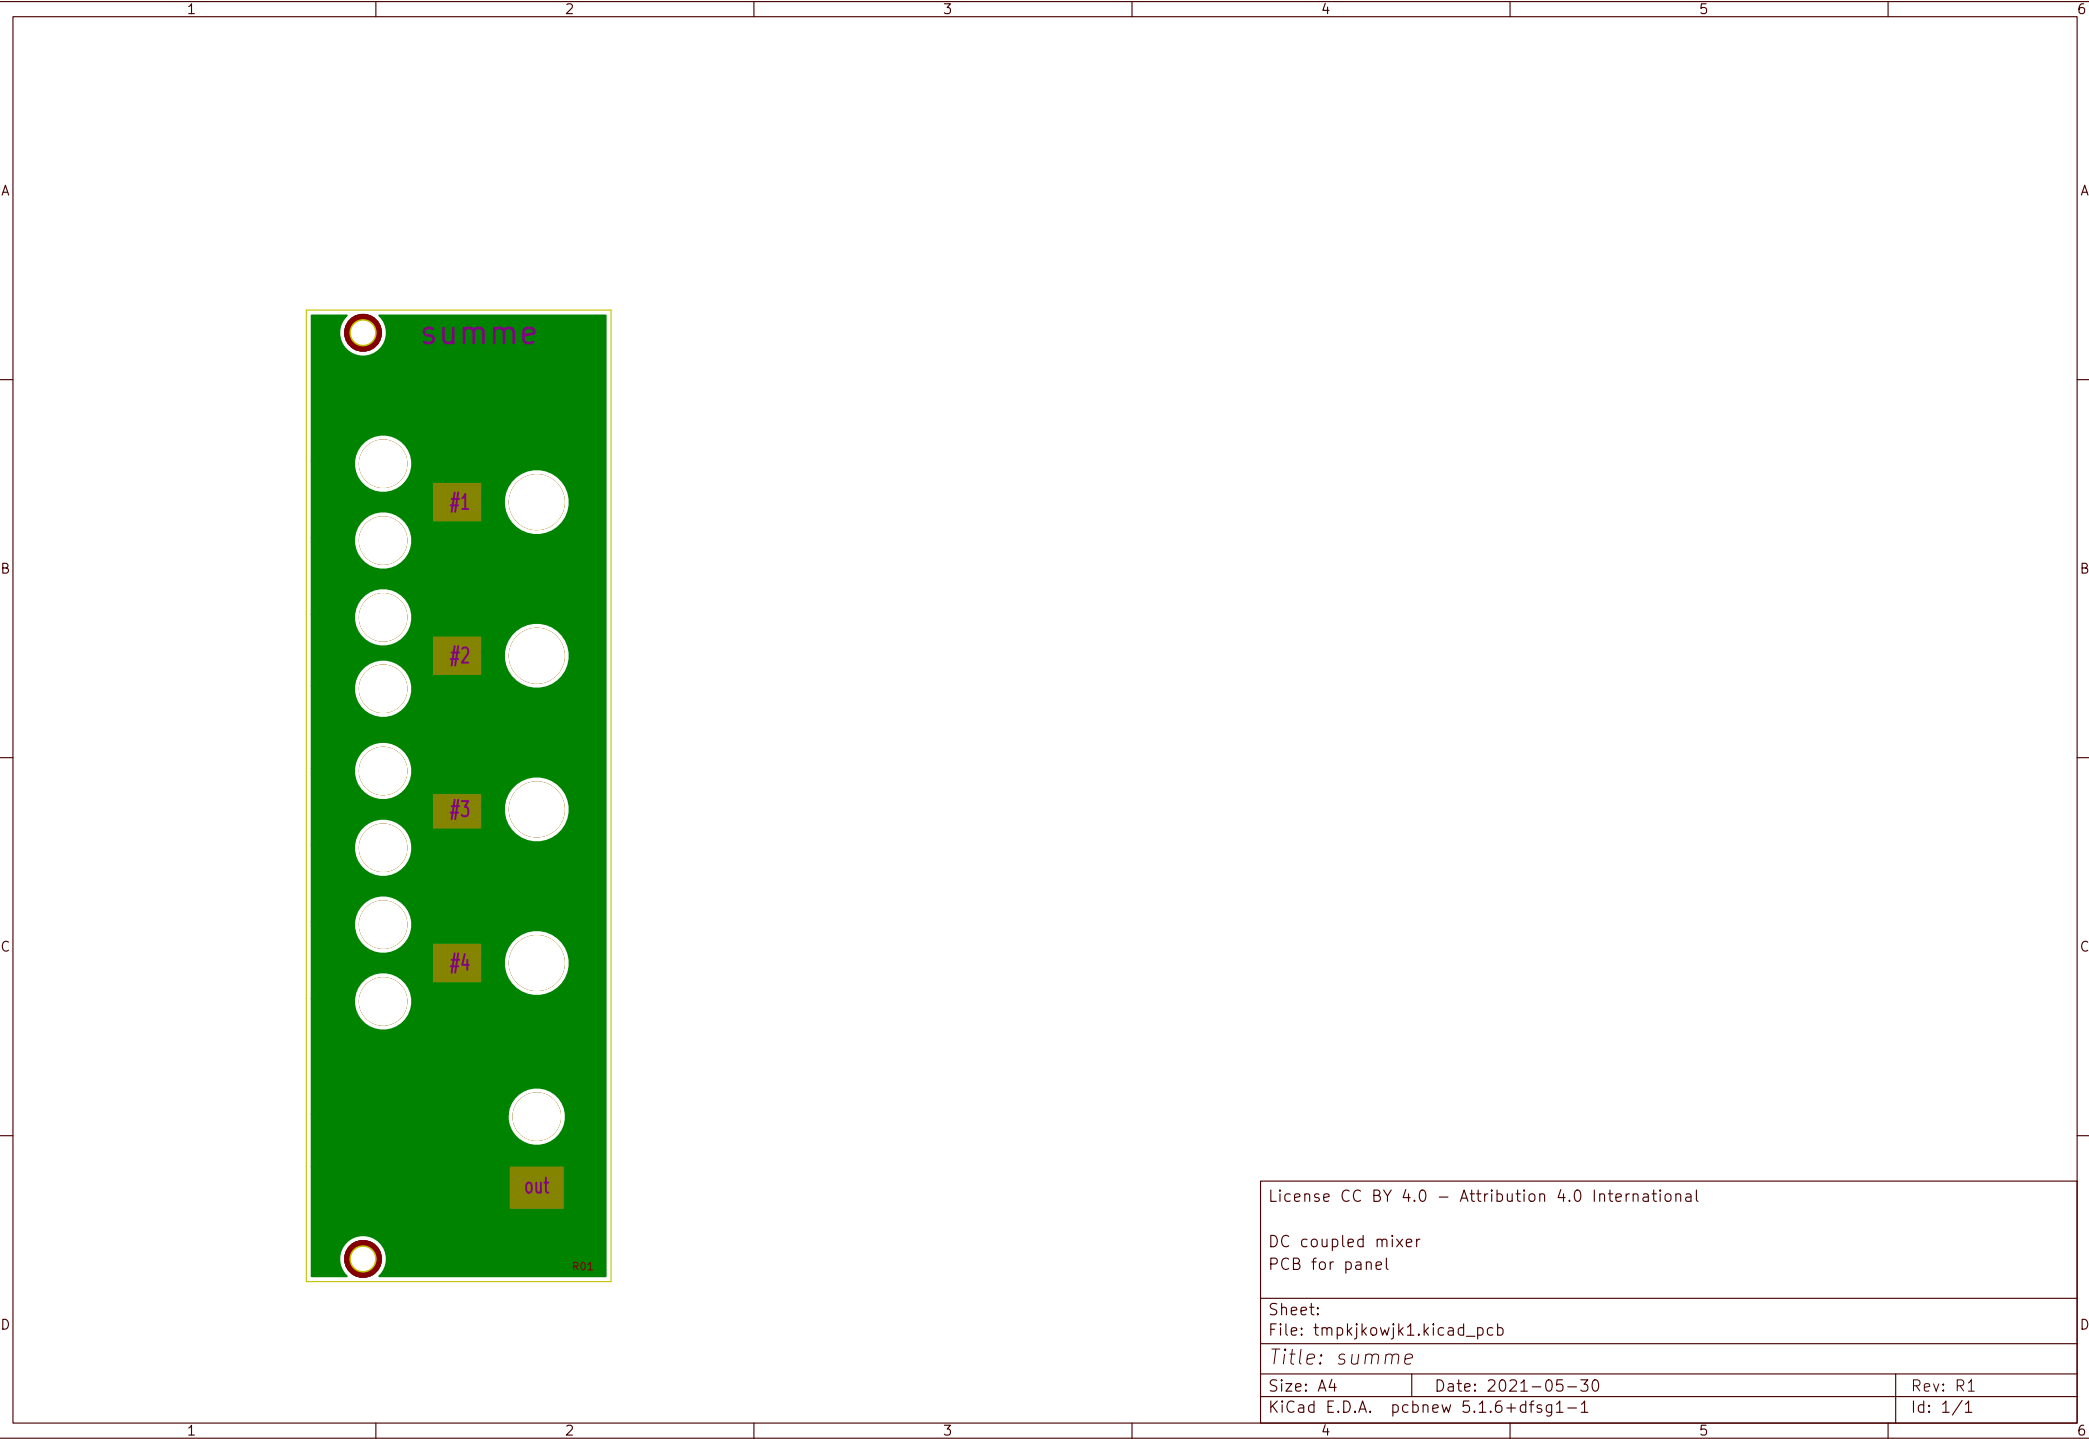 1 2 3 4 5 6
summe
A A
#1
B B
#2
#3
C C
#4
out
R01
License CC BY 4.0 – Attribution 4.0 International
DC coupled mixer
PCB for panel
Sheet:
File: tmpkjkowjk1.kicad_pcb
D D
Title: summe
Size: A4 Date: 2021–05–30 Rev: R1
KiCad E.D.A. pcbnew 5.1.6+dfsg1–1 Id: 1/1
1 2 3 4 5 6